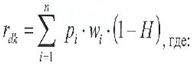 r_{dk} = \sum_{i=1}^{n} p_i \cdot w_i \cdot (1 - H), где: